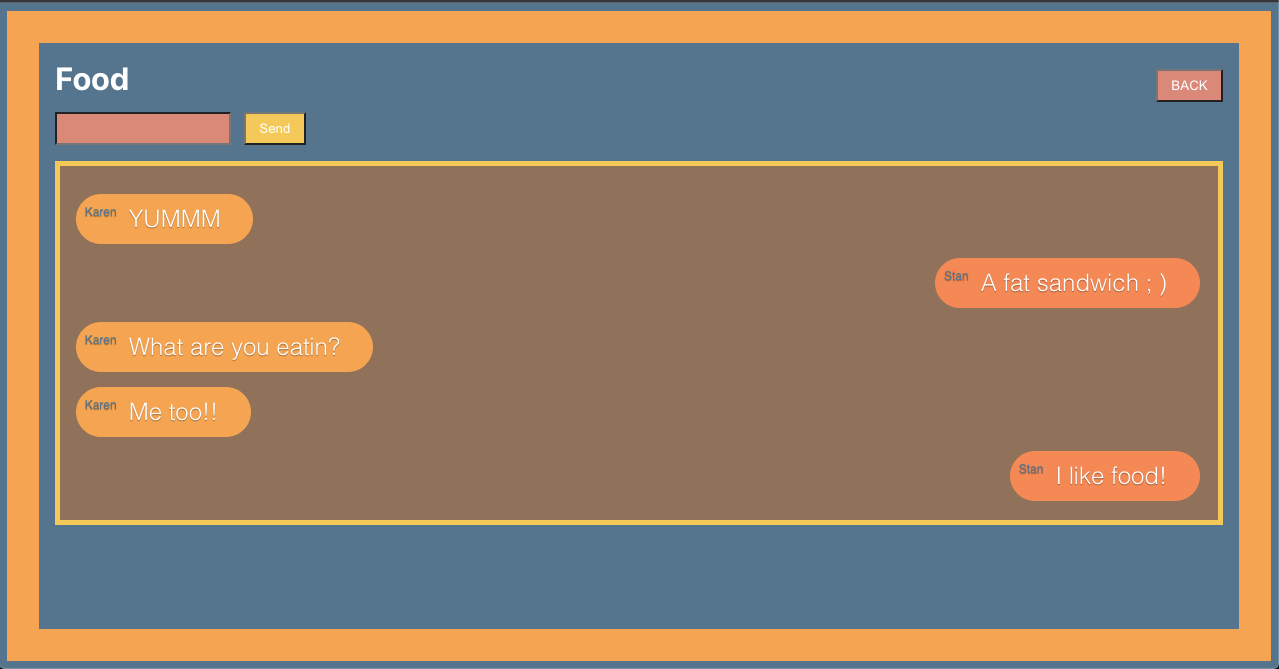 Food
BACK
Send
Karen YUMMM
Stan A fat sandwich ; )
Karen What are you eatin?
Karen Me too!!
Stan I like food!